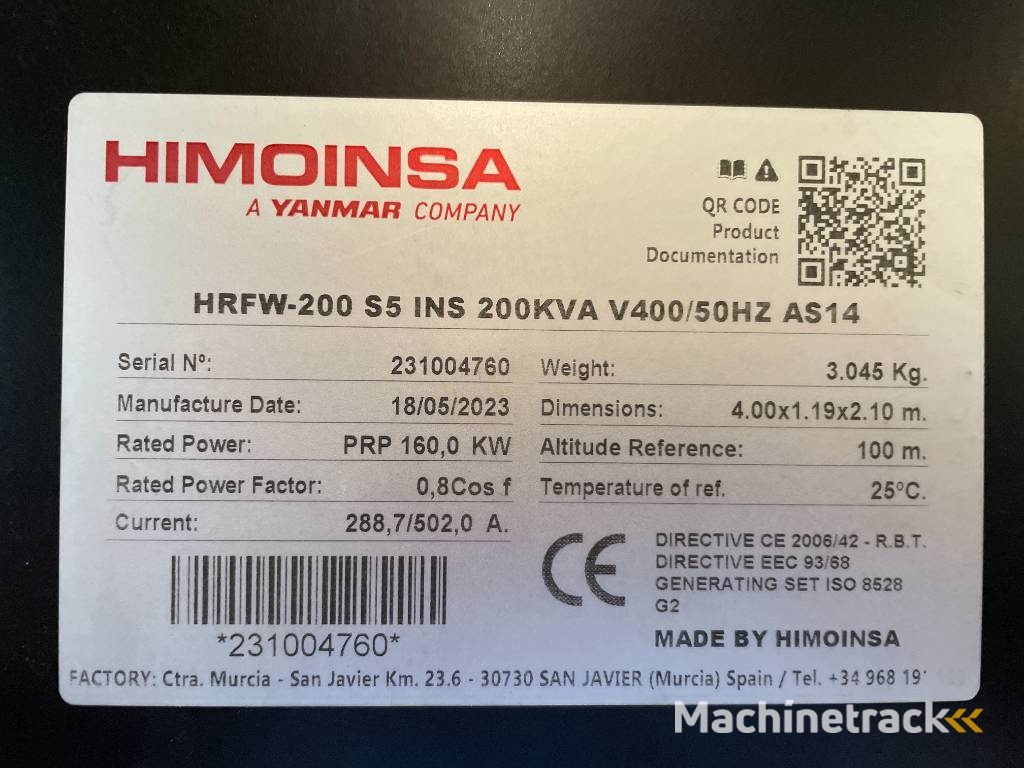 HIMOINSA
A YANMAR COMPANY
QR CODE
Product
Documentation
HRFW-200 S5 INS 200KVA V400/50HZ AS14
Serial Nº: 231004760
Weight: 3.045 Kg.
Manufacture Date: 18/05/2023
Dimensions: 4.00x1.19x2.10 m.
Rated Power: PRP 160,0 KW
Altitude Reference: 100 m.
Rated Power Factor: 0,8Cos f
Temperature of ref. 25ºC.
Current: 288,7/502,0 A.
CE
DIRECTIVE CE 2006/42 - R.B.T.
DIRECTIVE EEC 93/68
GENERATING SET ISO 8528
G2
*231004760*
MADE BY HIMOINSA
FACTORY: Ctra. Murcia - San Javier Km. 23.6 - 30730 SAN JAVIER (Murcia) Spain / Tel. +34 968 19
Machinetrack